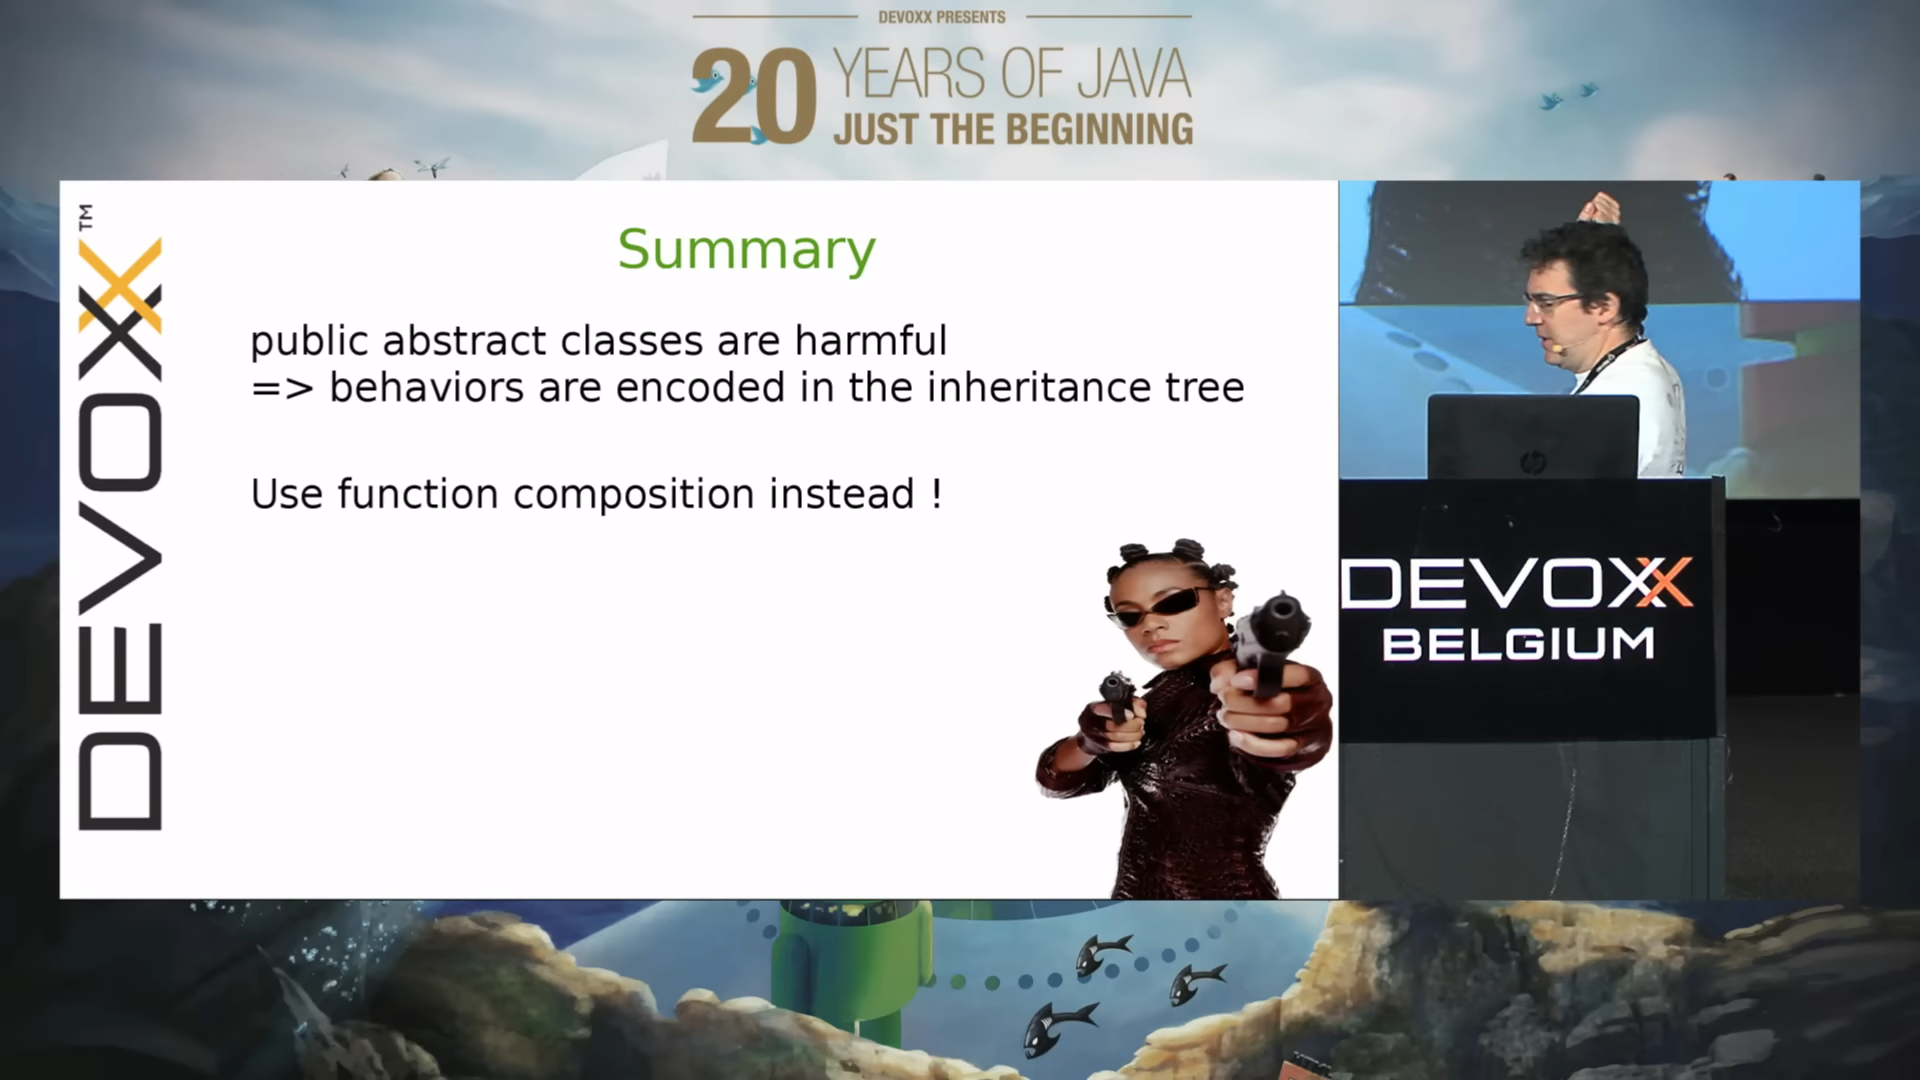 DEVOXX PRESENTS
20 YEARS OF JAVA
JUST THE BEGINNING
DEVOXX™
Summary
public abstract classes are harmful
=> behaviors are encoded in the inheritance tree
Use function composition instead !
hp
DEVOXX
BELGIUM